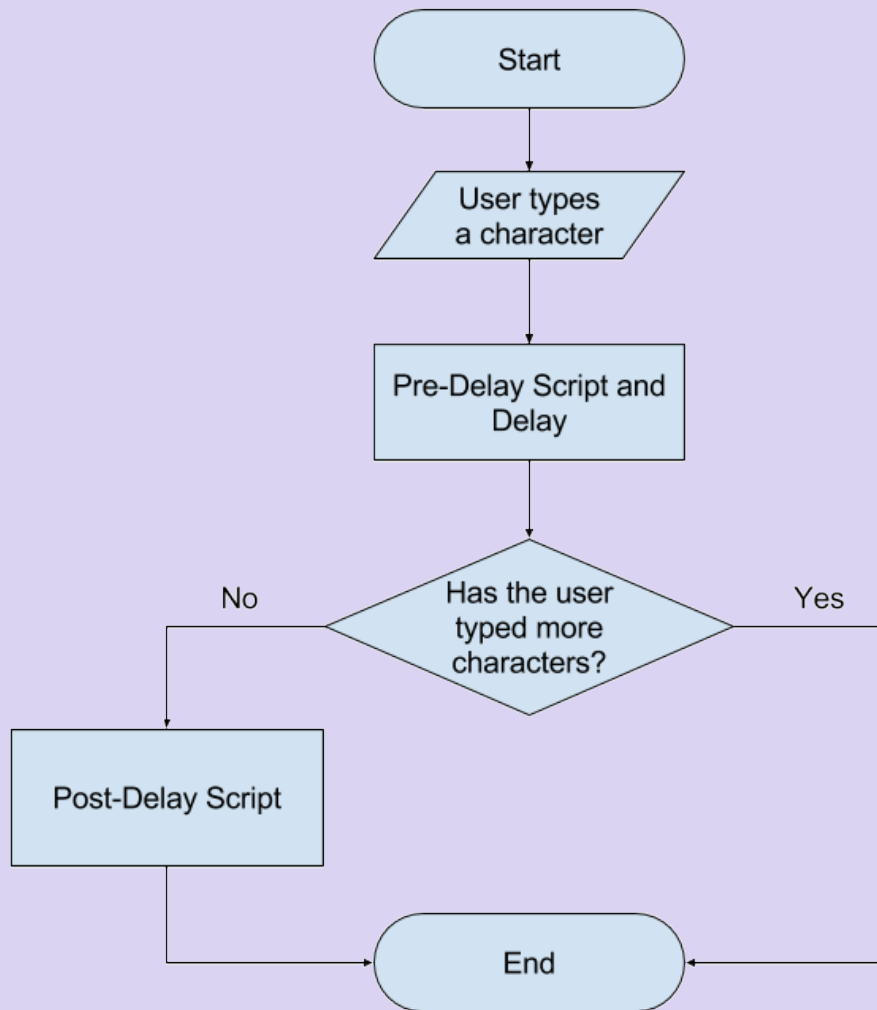 Start
User types
a character
Pre-Delay Script and
Delay
Has the user
typed more
characters?
No
Yes
Post-Delay Script
End